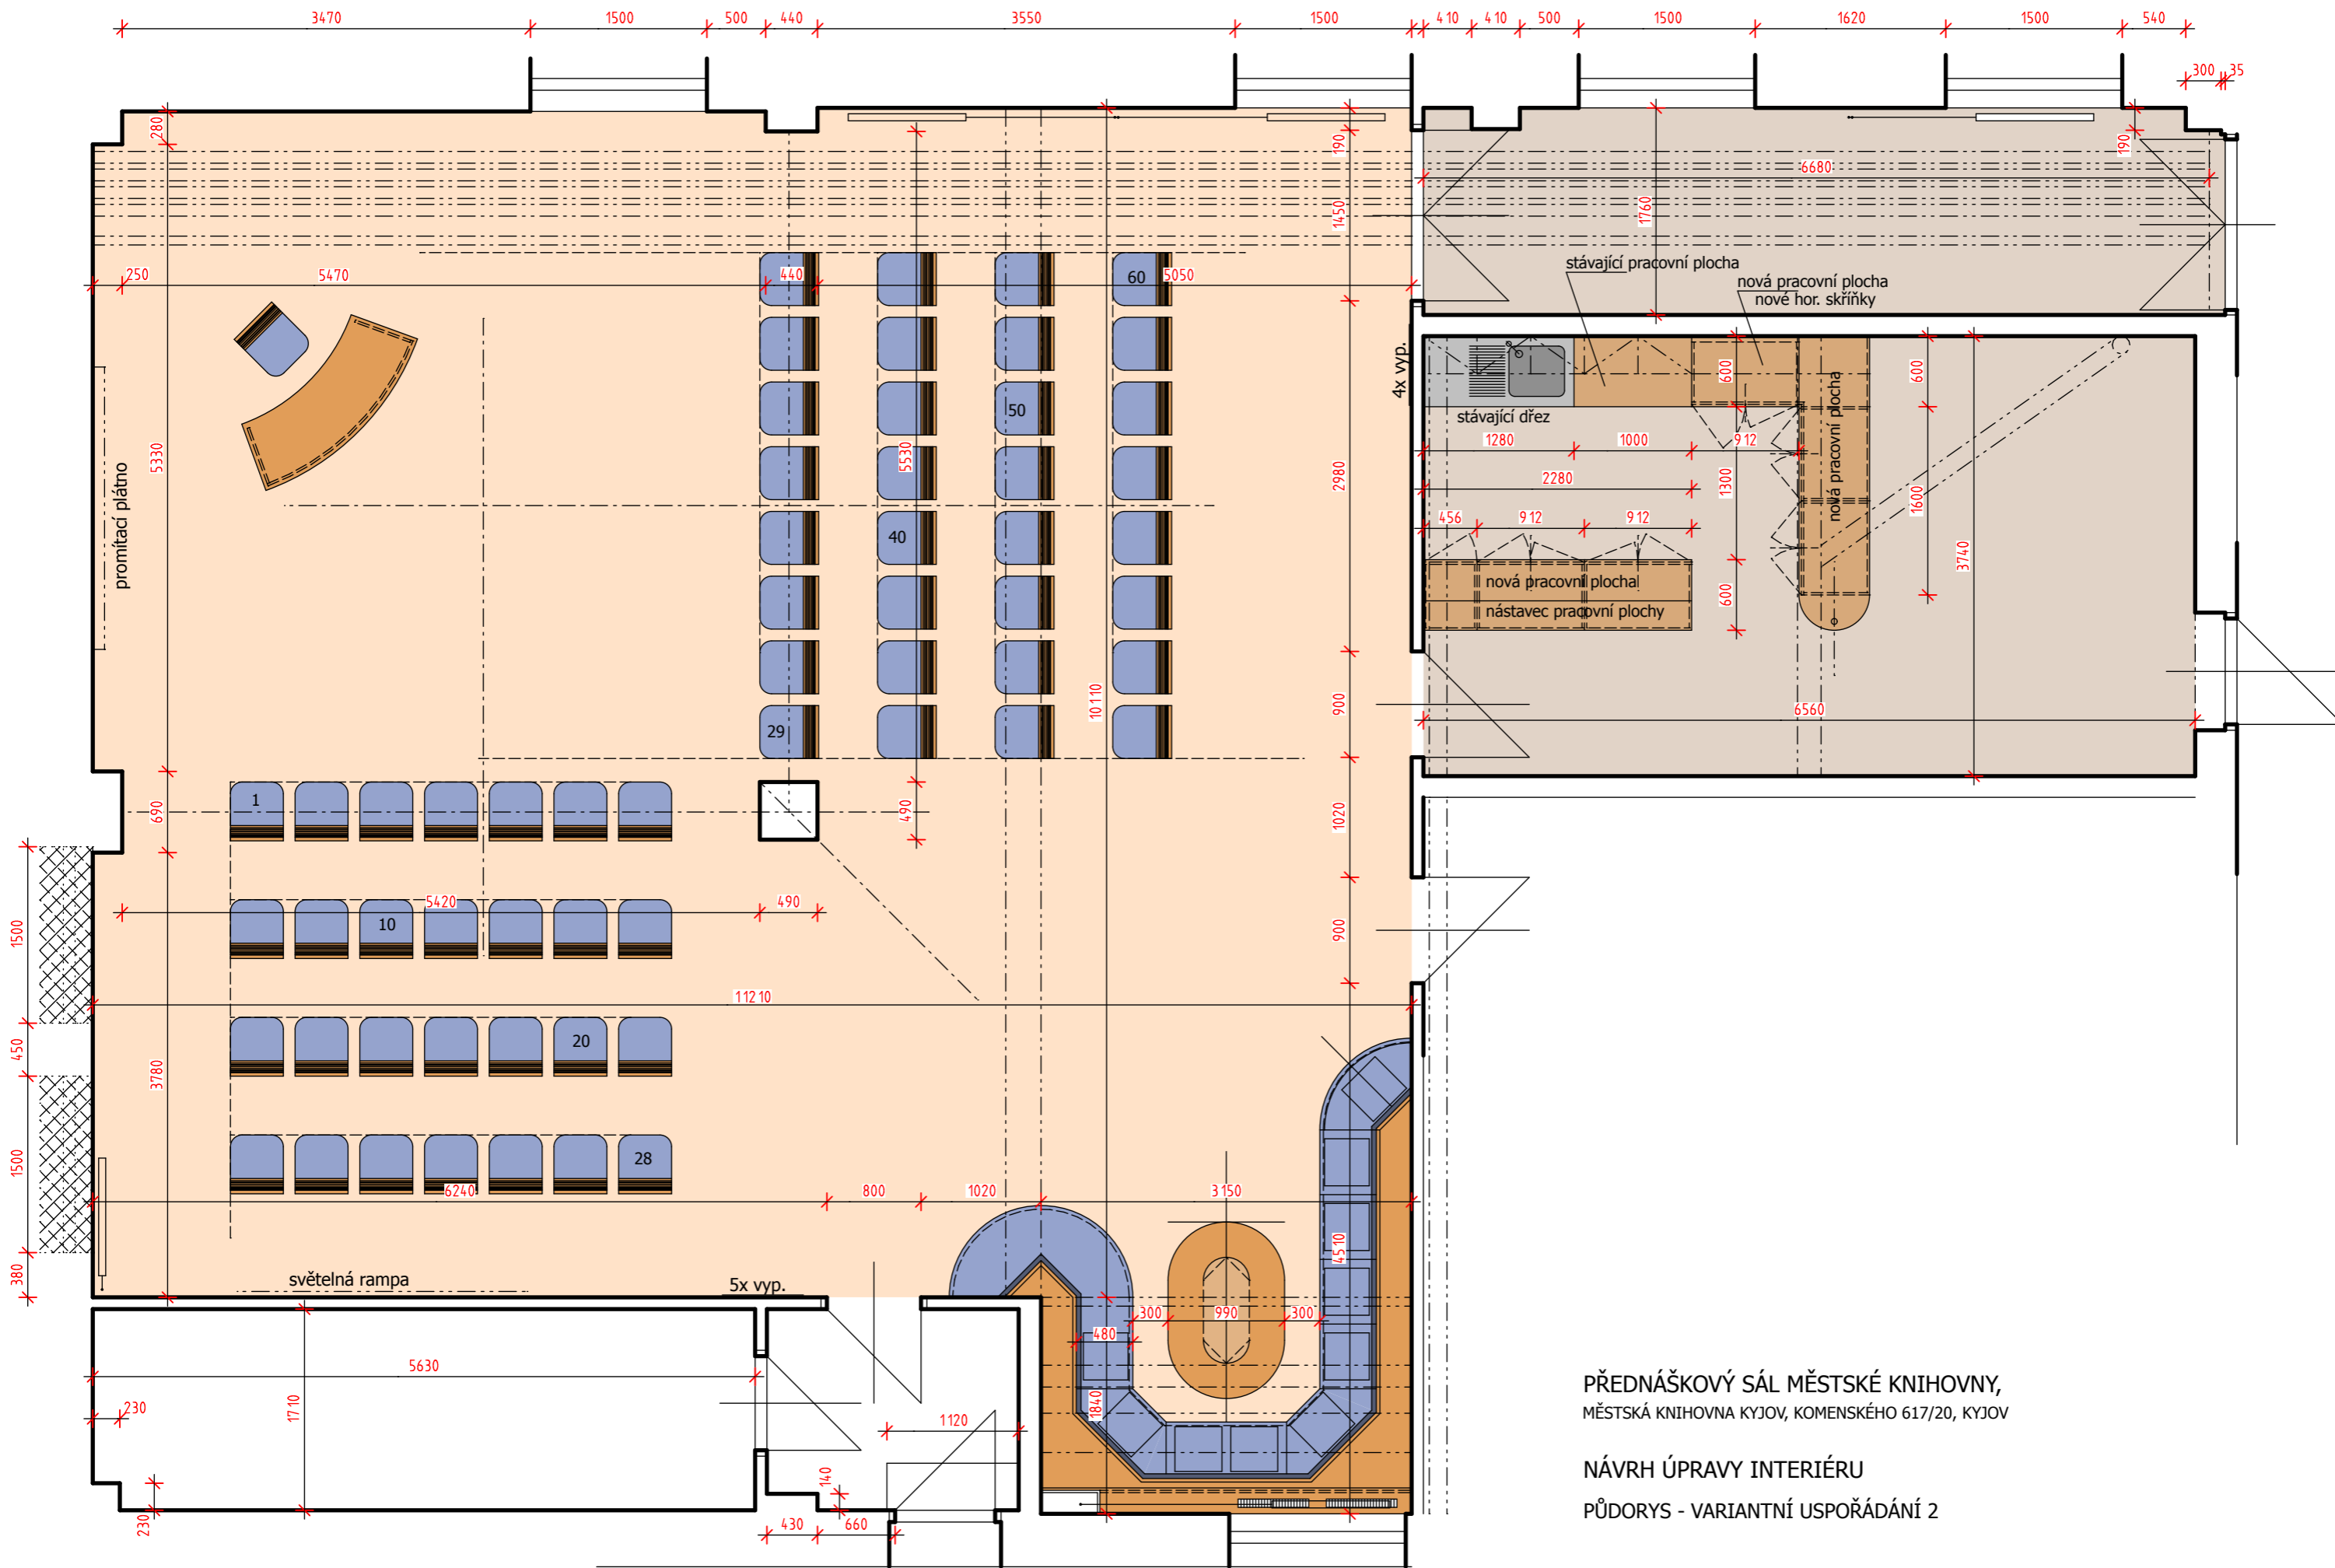 3470 1500 500 440 3550 1500 410 410 500 1500 1620 1500 540
300 35
280
190
190
6680
1450
1760
stávající pracovní plocha
nová pracovní plocha
nové hor. skříňky
250 5470 440 60 5050
4x vyp.
600
600
nová pracovní plocha
50
stávající dřez
1280 1000 912
5330
promítací plátno
5530
2980
2280
1300
1600
456 912 912
40
3740
nová pracovní plocha
nástavec pracovní plochy
600
10110
900
6560
29
1
690
490
1020
5420 490
10
1500
900
11210
20
450
3780
28
1500
6240 800 1020 3150
4510
380
světelná rampa
5x vyp.
300 990 300
480
5630
1710
230
1840
1120
140
230
430 660
PŘEDNÁŠKOVÝ SÁL MĚSTSKÉ KNIHOVNY,
MĚSTSKÁ KNIHOVNA KYJOV, KOMENSKÉHO 617/20, KYJOV
NÁVRH ÚPRAVY INTERIÉRU
PŮDORYS - VARIANTNÍ USPOŘÁDÁNÍ 2